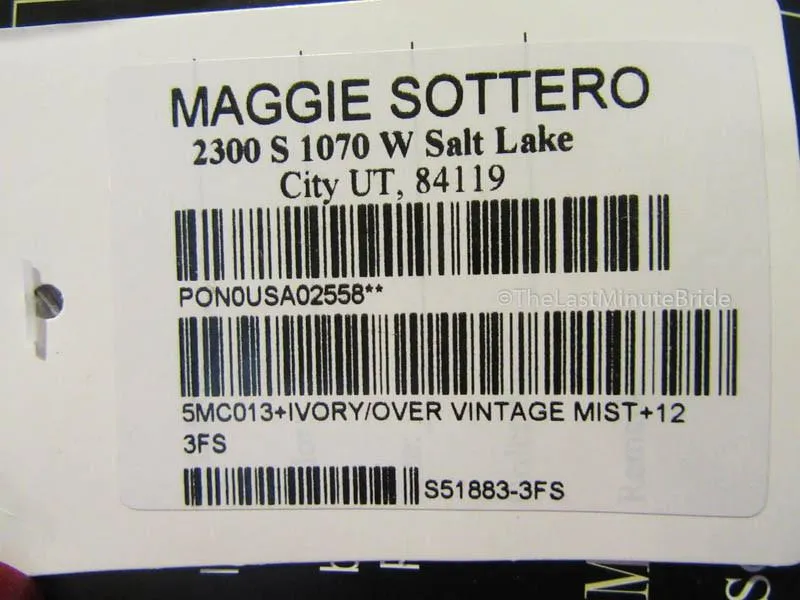 MAGGIE SOTTERO
2300 S 1070 W Salt Lake
City UT, 84119
PON0USA02558**
©TheLastMinuteBride
5MC013+IVORY/OVER VINTAGE MIST+12
3FS
S51883-3FS